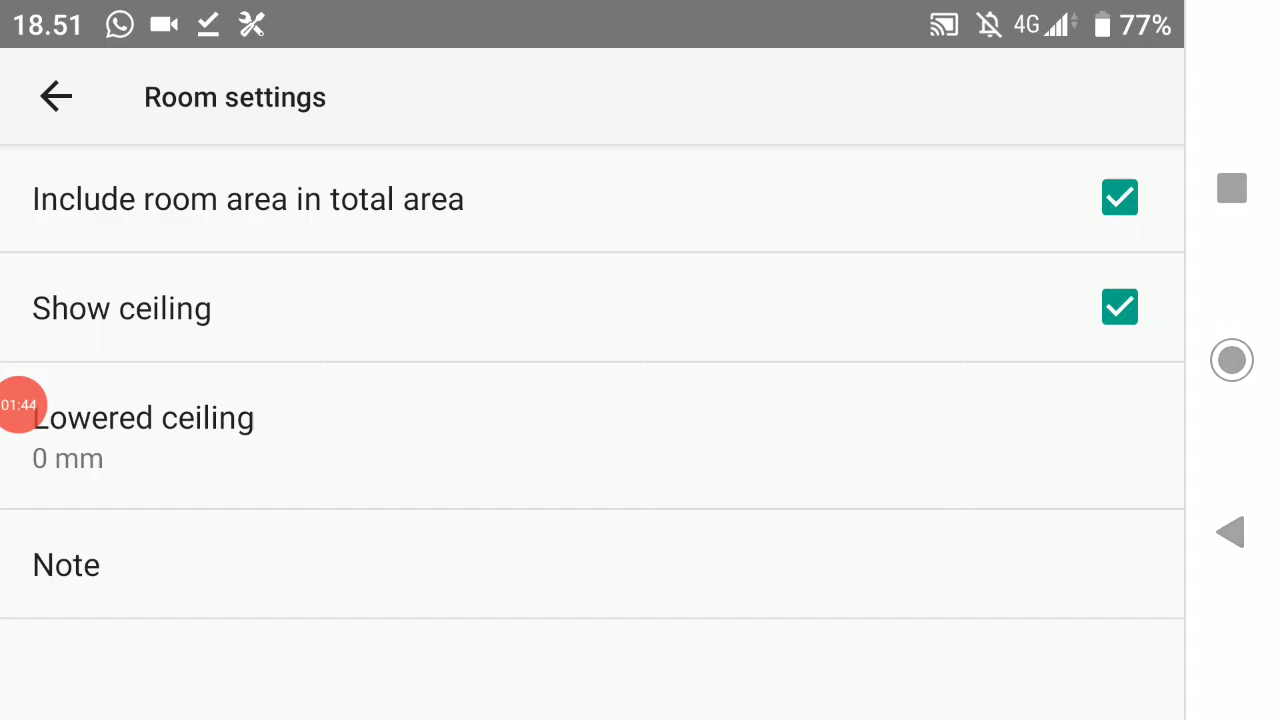 18.51 4G 77%
Room settings
Include room area in total area
Show ceiling
01:44
Lowered ceiling
0 mm
Note